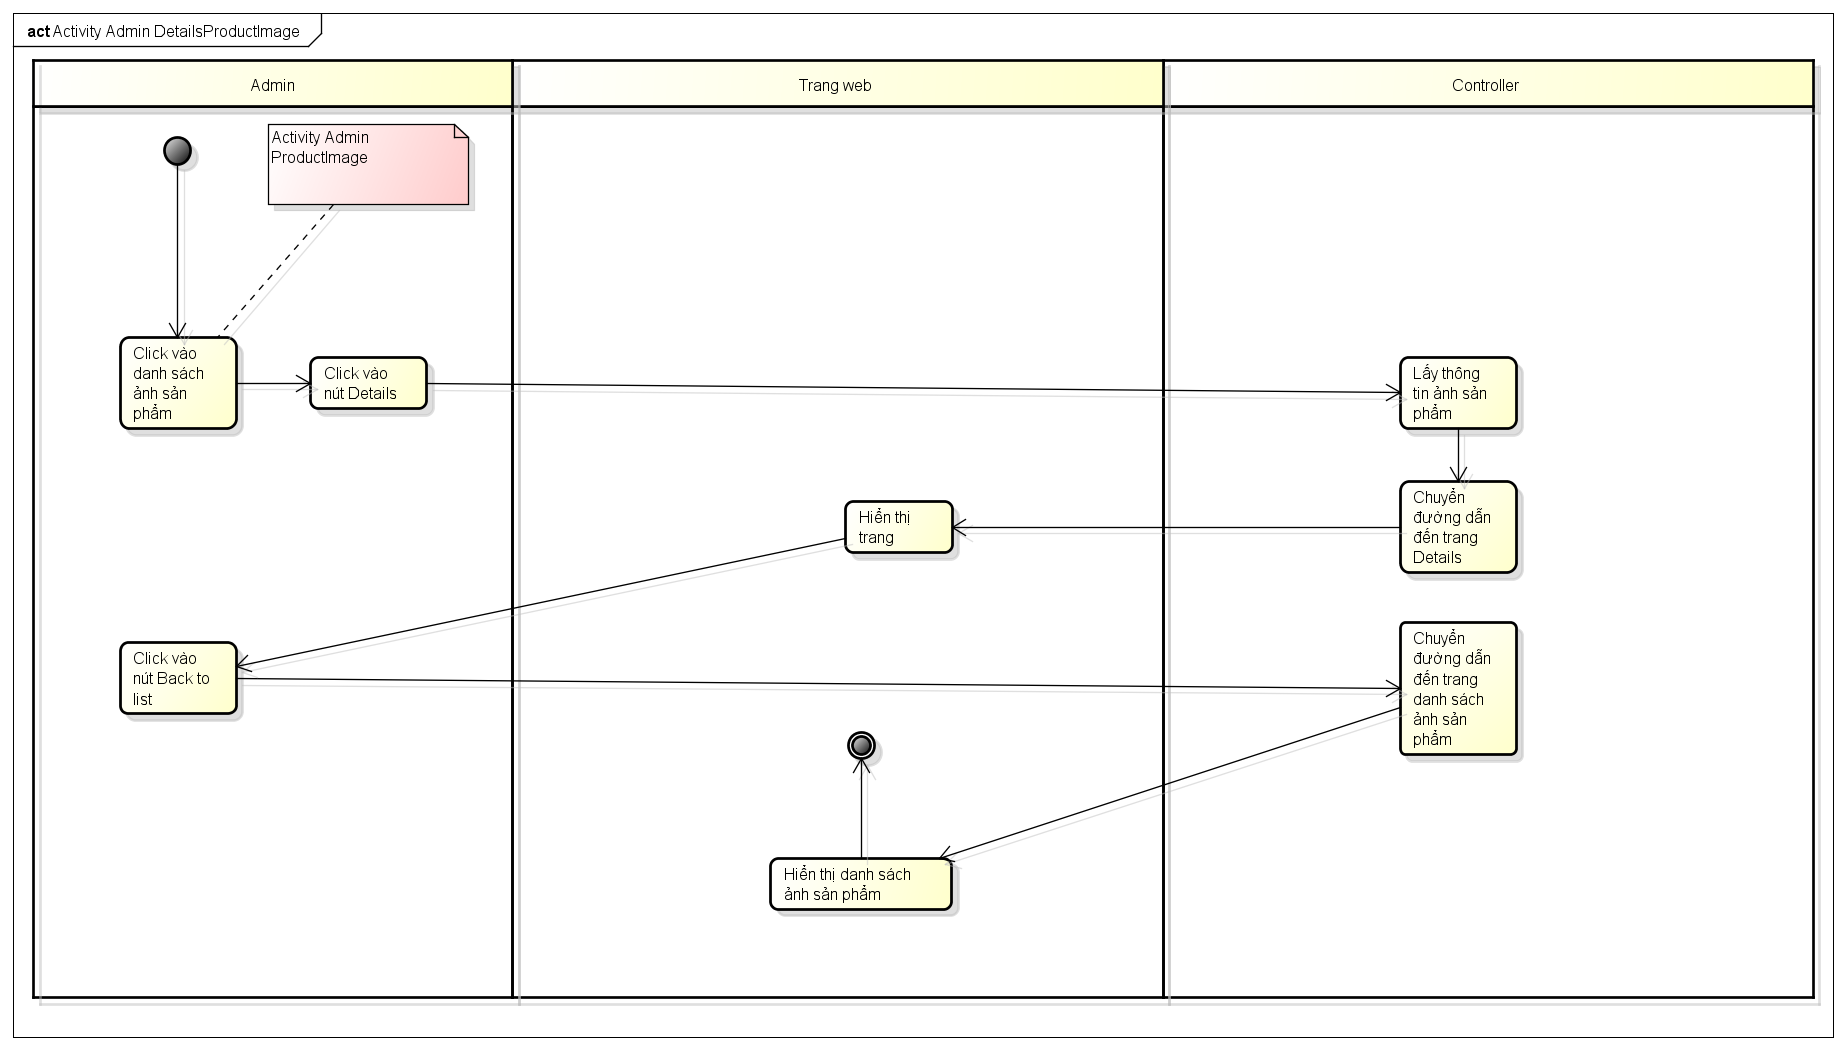 act Activity Admin DetailsProductImage
Admin
Trang web
Controller
Activity Admin
ProductImage
Click vào
danh sách
ảnh sản
phẩm
Click vào
nút Details
Lấy thông
tin ảnh sản
phẩm
Chuyển
đường dẫn
đến trang
Details
Hiển thị
trang
Click vào
nút Back to
list
Chuyển
đường dẫn
đến trang
danh sách
ảnh sản
phẩm
Hiển thị danh sách
ảnh sản phẩm